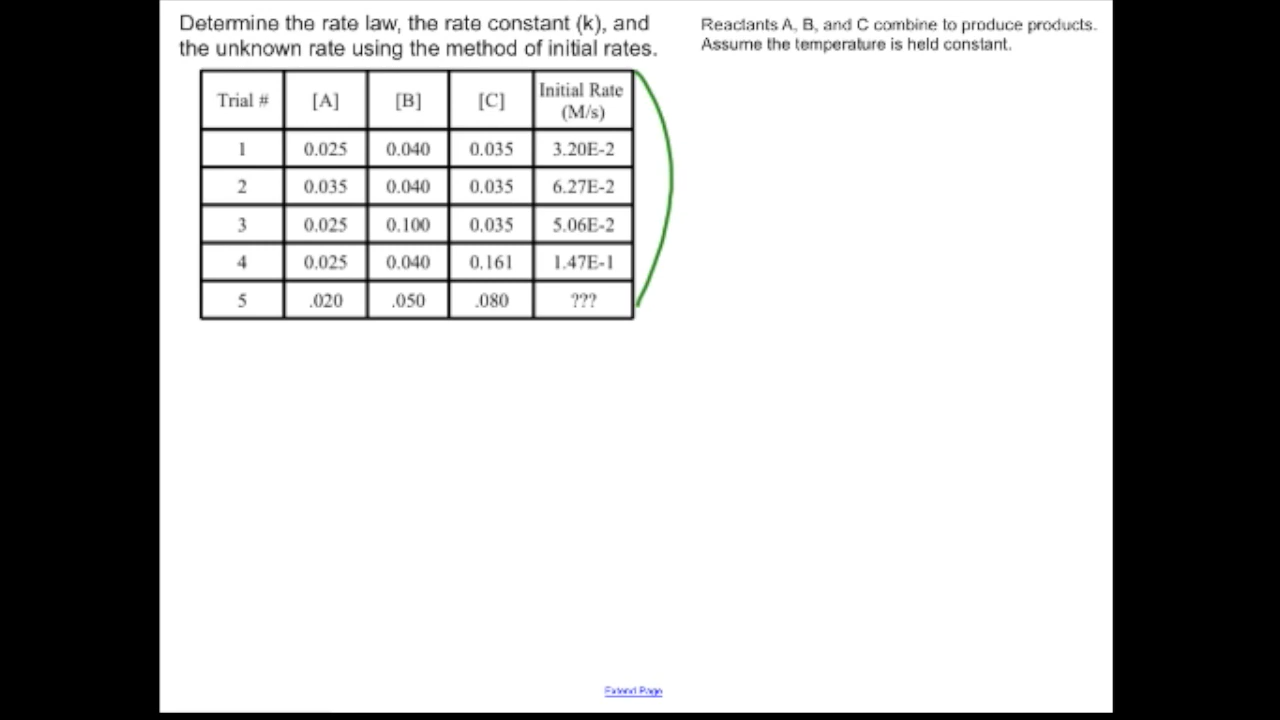 Determine the rate law, the rate constant (k), and
the unknown rate using the method of initial rates.
Reactants A, B, and C combine to produce products.
Assume the temperature is held constant.
Trial # [A] [B] [C] Initial Rate (M/s)
1 0.025 0.040 0.035 3.20E-2
2 0.035 0.040 0.035 6.27E-2
3 0.025 0.100 0.035 5.06E-2
4 0.025 0.040 0.161 1.47E-1
5 .020 .050 .080 ???
Extend Page